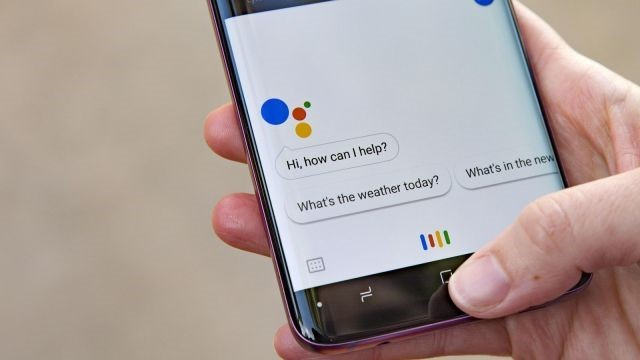 Hi, how can I help?
What's the weather today?
What's in the new